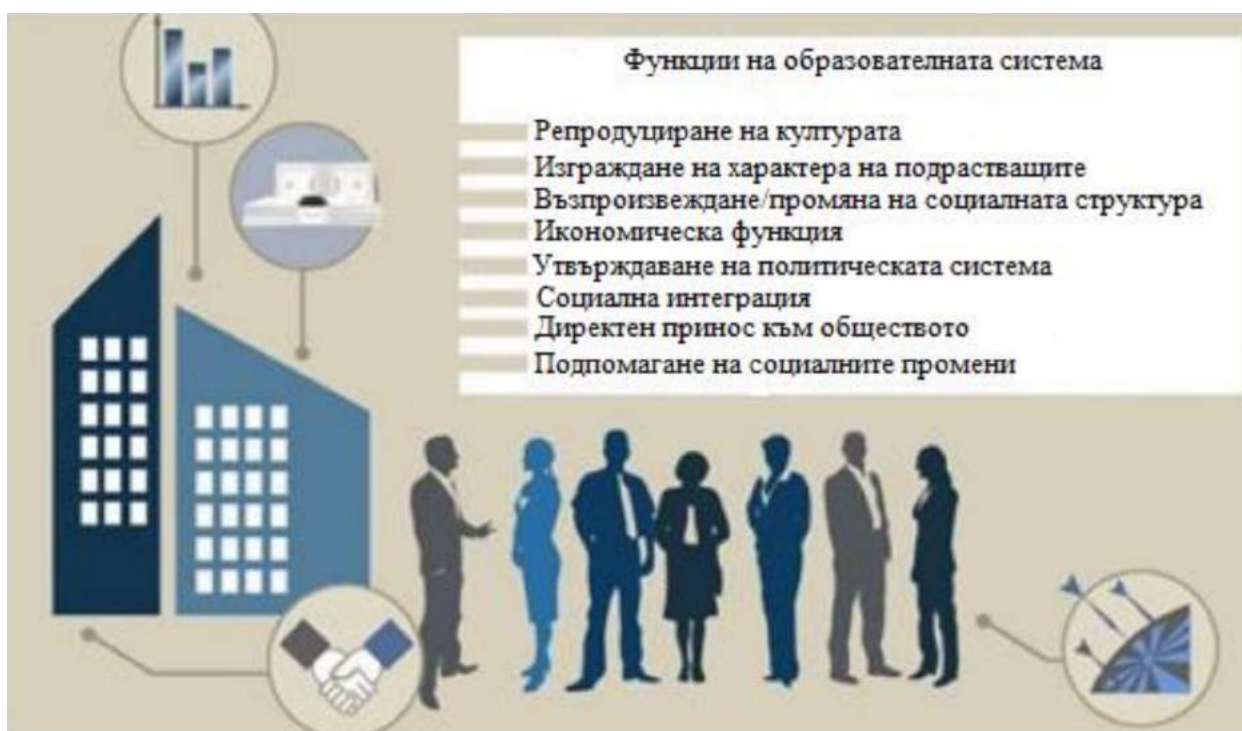 Функции на образователната система
Репродуциране на културата
Изграждане на характера на подрастващите
Възпроизвеждане/промяна на социалната структура
Икономическа функция
Утвърждаване на политическата система
Социална интеграция
Директен принос към обществото
Подпомагане на социалните промени